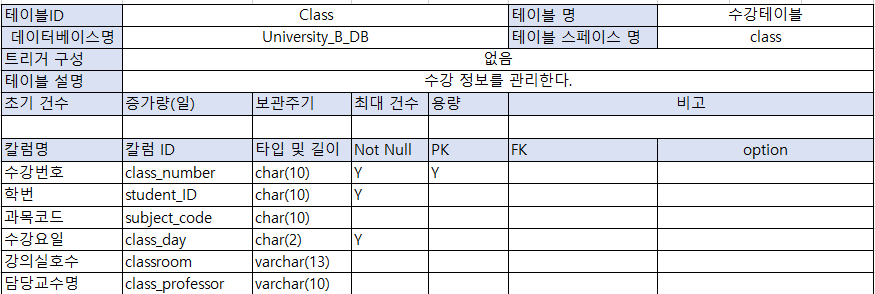 테이블ID Class 테이블 명 수강테이블
데이터베이스명 University_B_DB 테이블 스페이스 명 class
트리거 구성 없음
테이블 설명 수강 정보를 관리한다.
초기 건수 증가량(일) 보관주기 최대 건수 용량 비고
칼럼명 칼럼 ID 타입 및 길이 Not Null PK FK option
수강번호 class_number char(10) Y Y
학번 student_ID char(10) Y
과목코드 subject_code char(10)
수강요일 class_day char(2) Y
강의실호수 classroom varchar(13)
담당교수명 class_professor varchar(10)